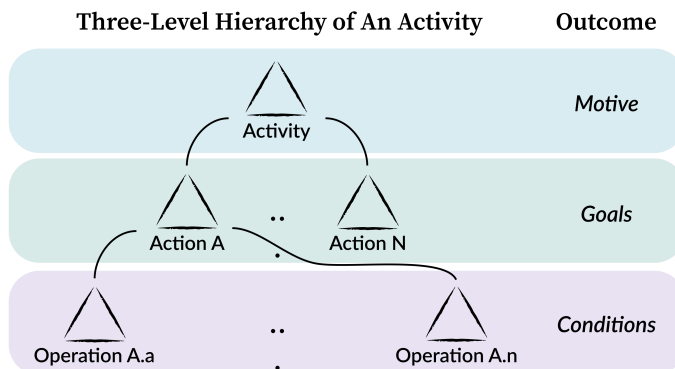 Three-Level Hierarchy of An Activity Outcome
Activity
Motive
Action A
..
.
Action N
Goals
Operation A.a
..
.
Operation A.n
Conditions